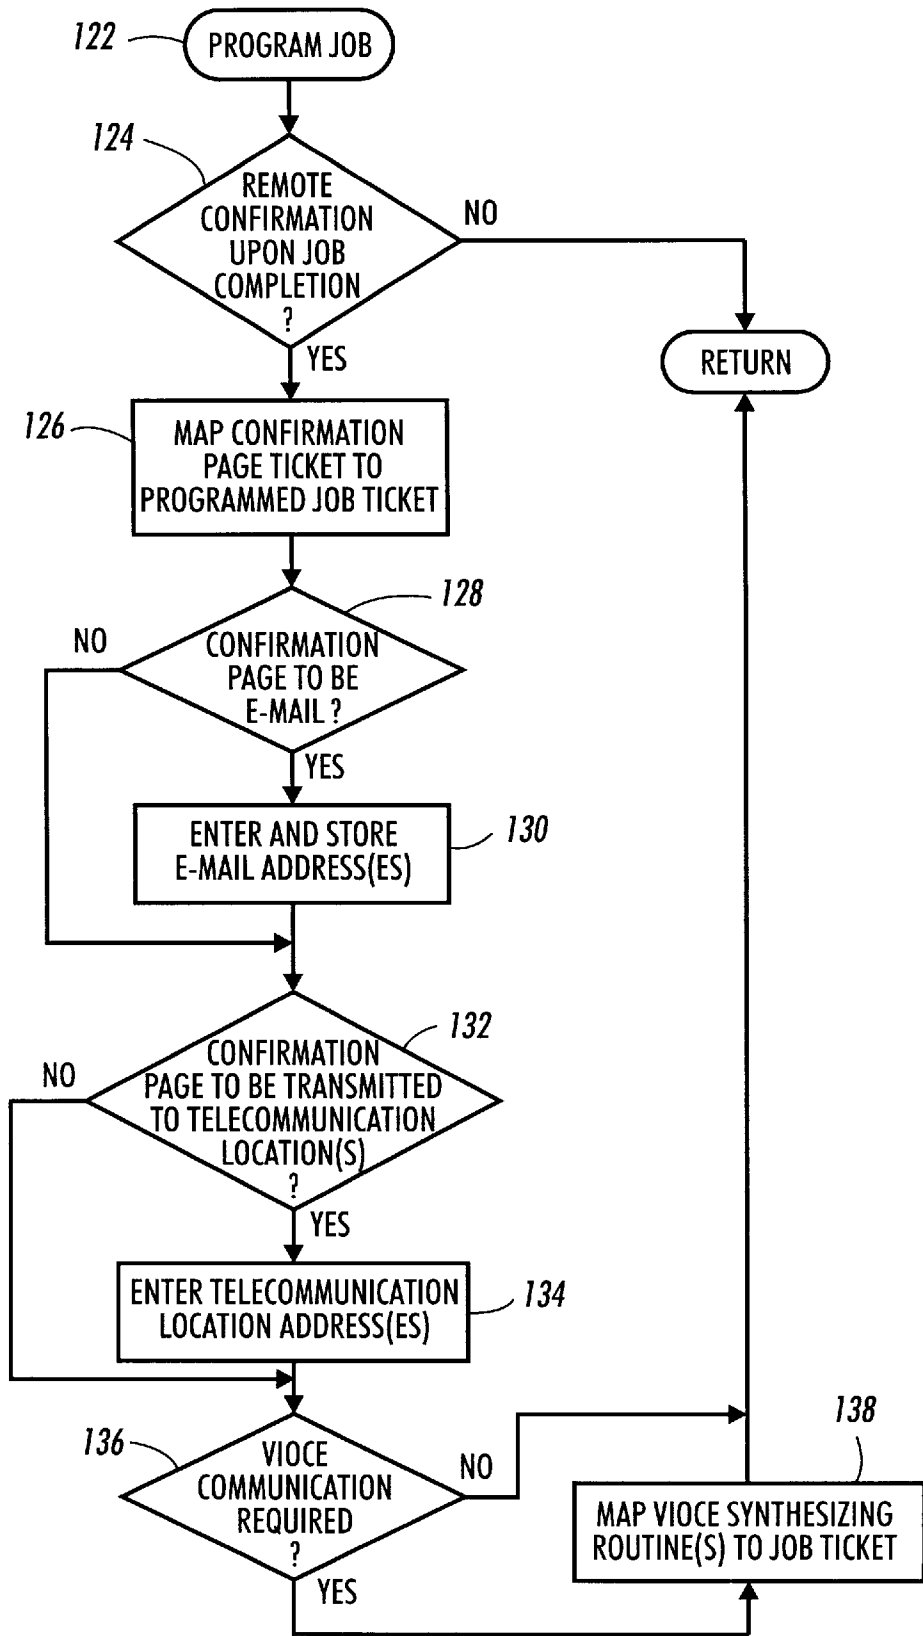 122
PROGRAM JOB
124
REMOTE
CONFIRMATION
UPON JOB
COMPLETION
?
NO
YES
RETURN
126
MAP CONFIRMATION
PAGE TICKET TO
PROGRAMMED JOB TICKET
128
NO
CONFIRMATION
PAGE TO BE
E-MAIL ?
YES
130
ENTER AND STORE
E-MAIL ADDRESS(ES)
132
NO
CONFIRMATION
PAGE TO BE TRANSMITTED
TO TELECOMMUNICATION
LOCATION(S)
?
YES
134
ENTER TELECOMMUNICATION
LOCATION ADDRESS(ES)
136
VIOCE
COMMUNICATION
REQUIRED
?
NO
YES
138
MAP VIOCE SYNTHESIZING
ROUTINE(S) TO JOB TICKET